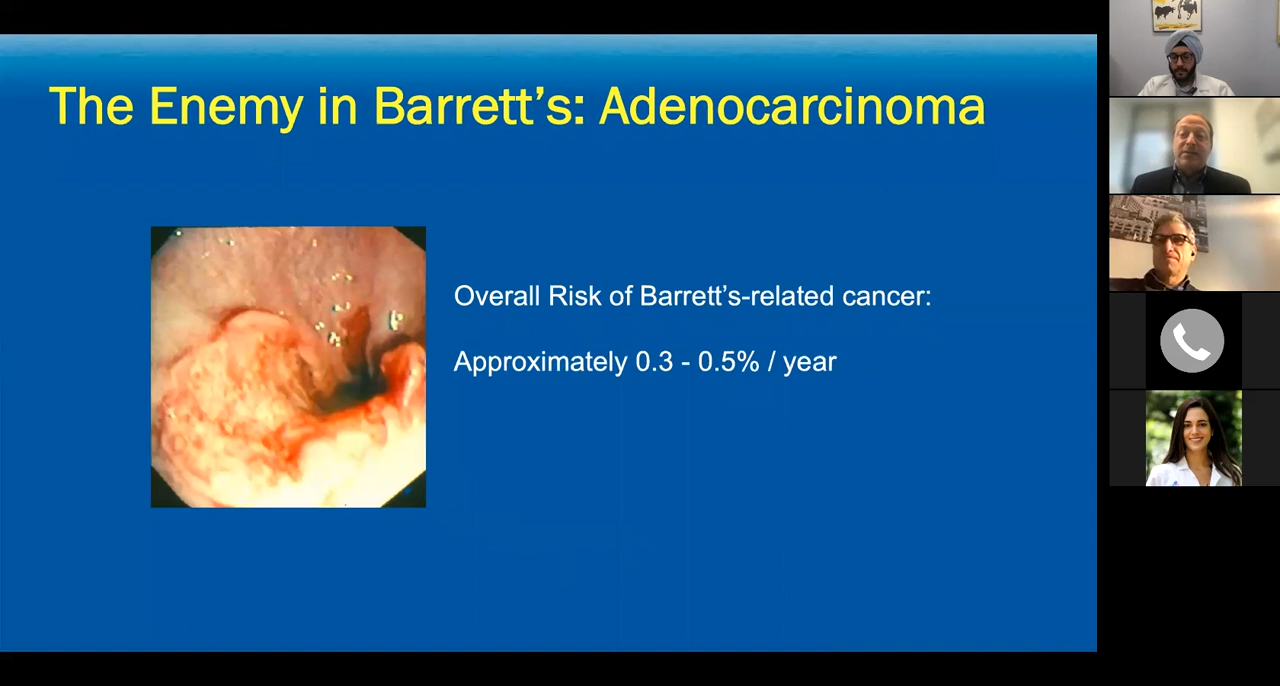 The Enemy in Barrett’s: Adenocarcinoma
Overall Risk of Barrett’s-related cancer:
Approximately 0.3 - 0.5% / year